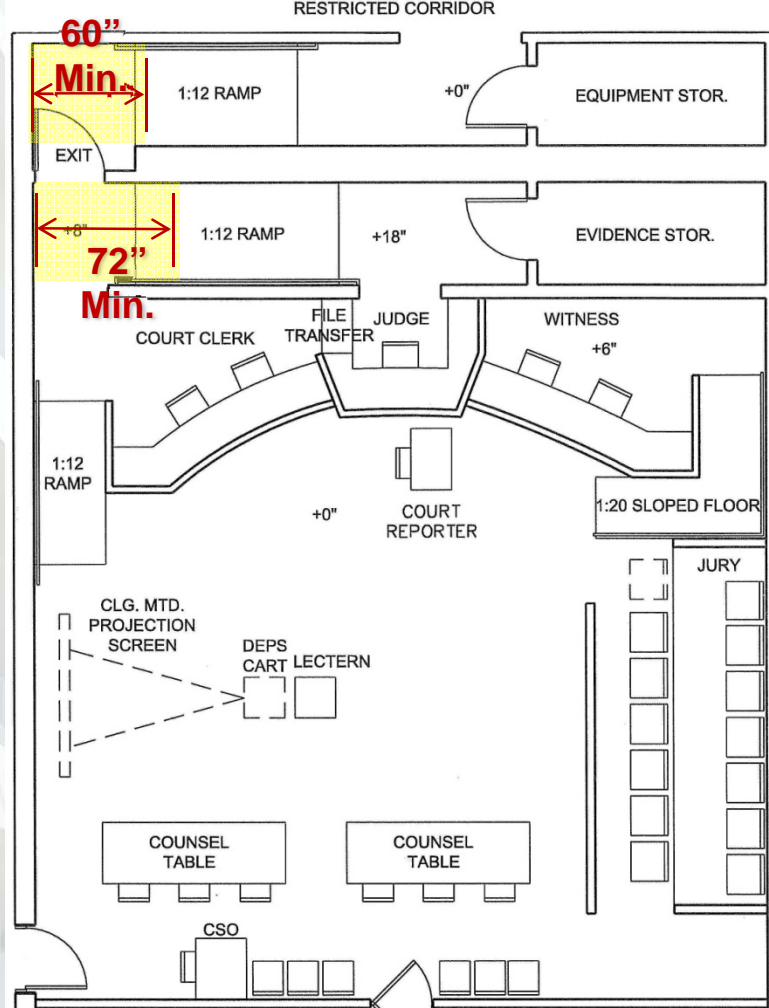 RESTRICTED CORRIDOR
60”
Min.
1:12 RAMP
+0"
EQUIPMENT STOR.
EXIT
+8"
72”
Min.
1:12 RAMP
+18"
EVIDENCE STOR.
COURT CLERK
FILE
TRANSFER
JUDGE
WITNESS
+6"
1:12
RAMP
+0"
COURT
REPORTER
1:20 SLOPED FLOOR
JURY
CLG. MTD.
PROJECTION
SCREEN
DEPS
CART
LECTERN
COUNSEL
TABLE
COUNSEL
TABLE
CSO